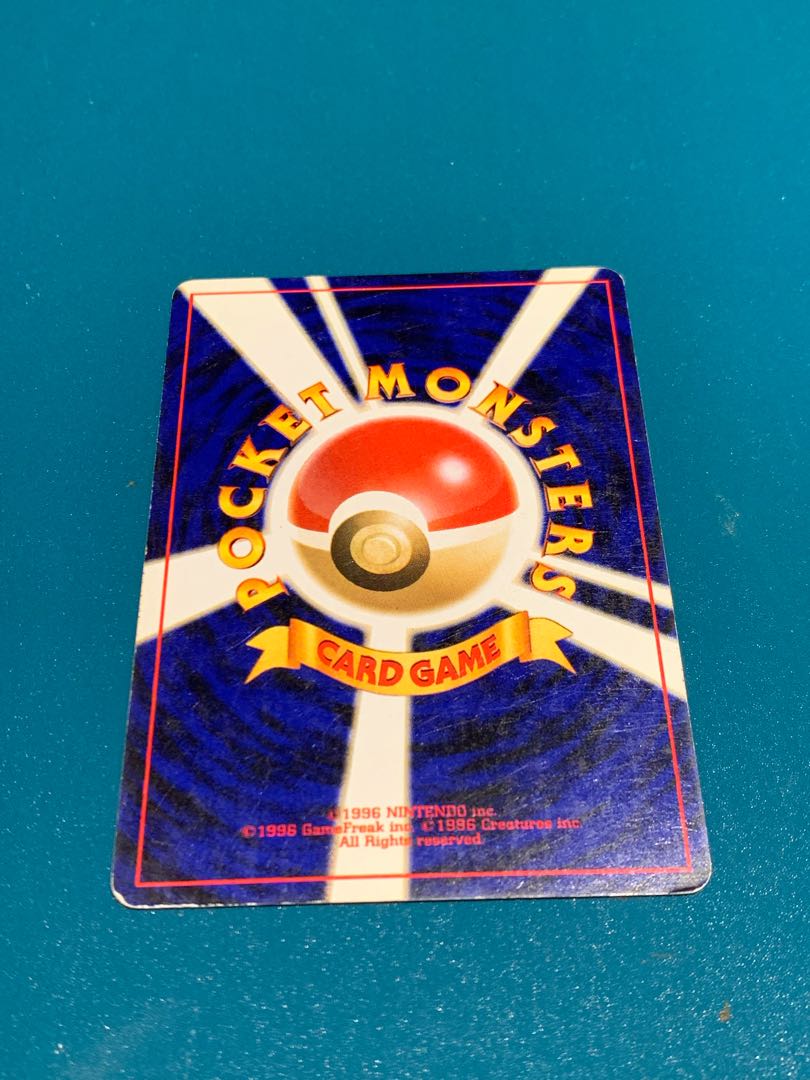 POCKET MONSTERS
CARD GAME
©1996 NINTENDO inc.
©1996 GameFreak inc. ©1996 Creatures inc.
All Rights reserved.